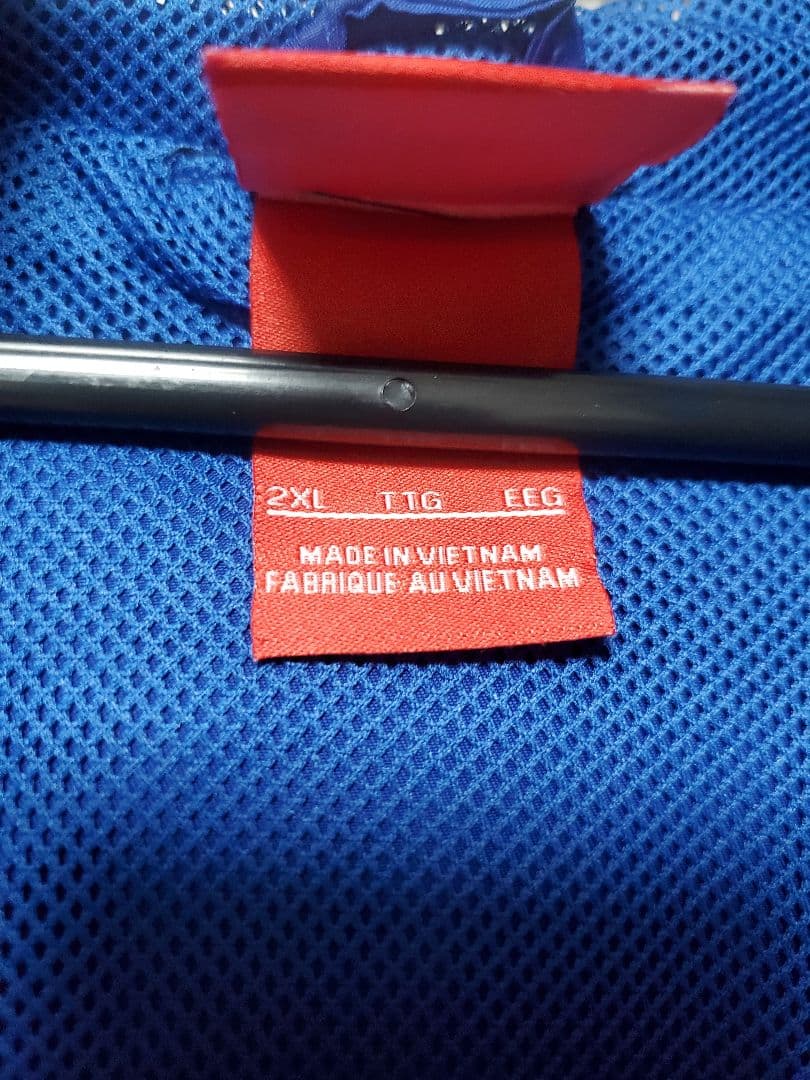 2XL TTG EEG
MADE IN VIETNAM
FABRIQUE AU VIETNAM